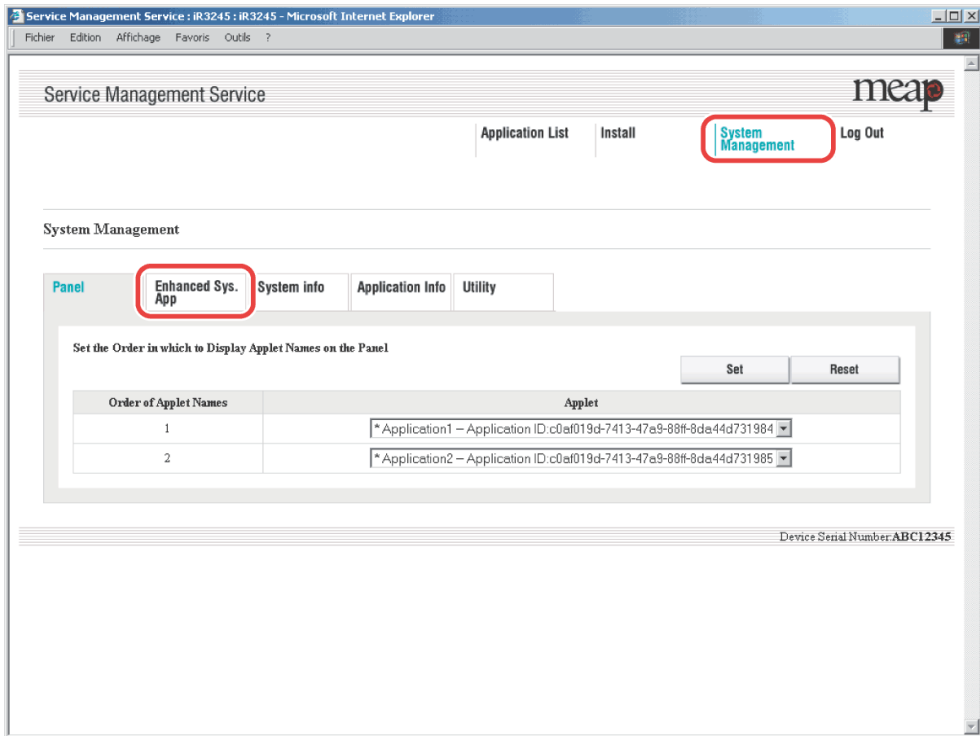 Service Management Service : iR3245 : iR3245 - Microsoft Internet Explorer
Fichier Edition Affichage Favoris Outils ?
Service Management Service
meap
Application List Install System Management Log Out
System Management
Panel Enhanced Sys. App System info Application Info Utility
Set the Order in which to Display Applet Names on the Panel
Set Reset
Order of Applet Names Applet
1 * Application1 – Application ID:c0af019d-7413-47a9-88ff-8da44d731984
2 * Application2 – Application ID:c0af019d-7413-47a9-88ff-8da44d731985
Device Serial Number:ABC12345